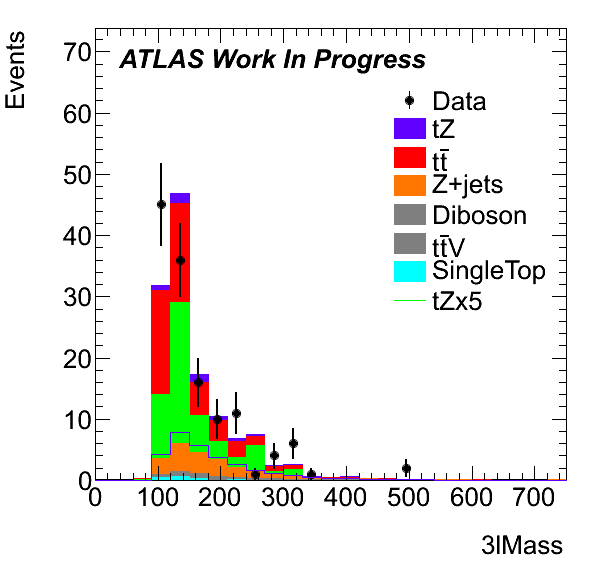 Events
ATLAS Work In Progress
70
60
50
40
30
20
10
0
Data
tZ
tt̄
Z+jets
Diboson
tt̄V
SingleTop
tZx5
0 100 200 300 400 500 600 700
3lMass